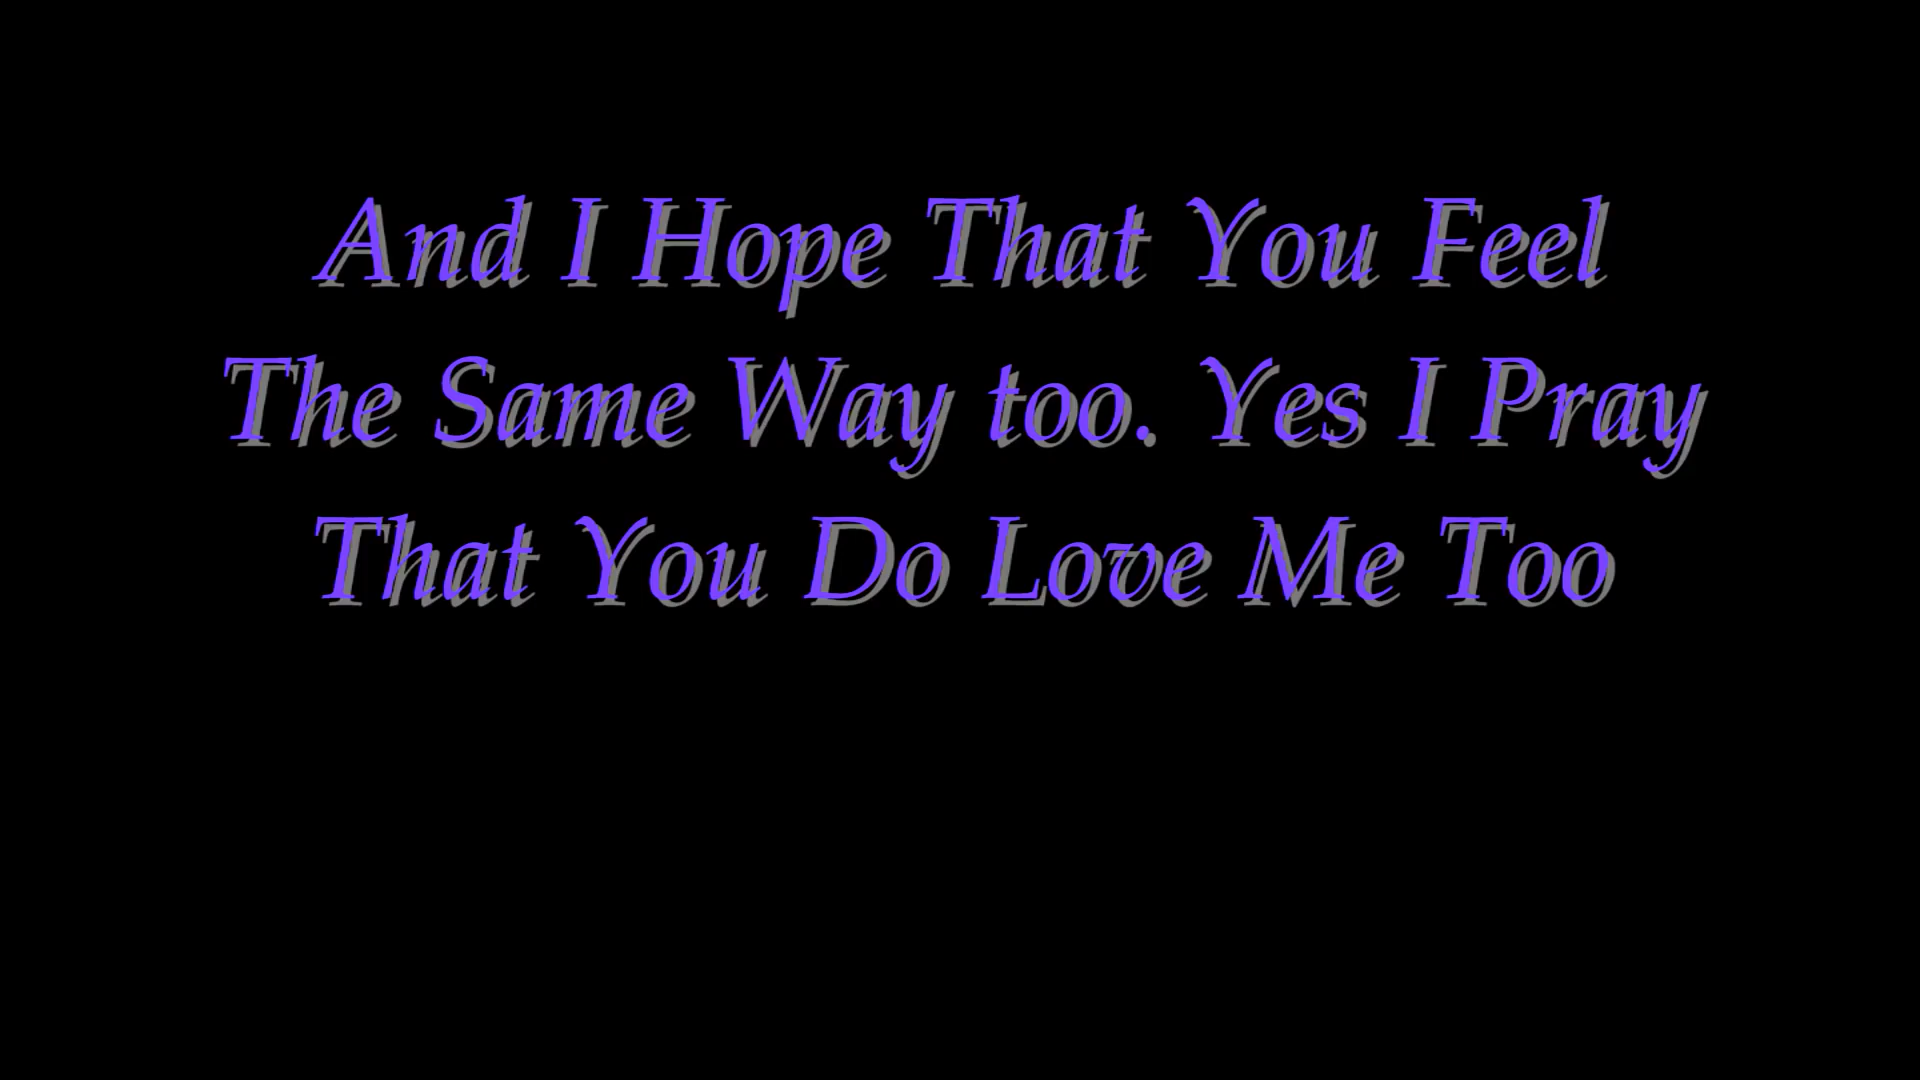 And I Hope That You Feel
The Same Way too. Yes I Pray
That You Do Love Me Too